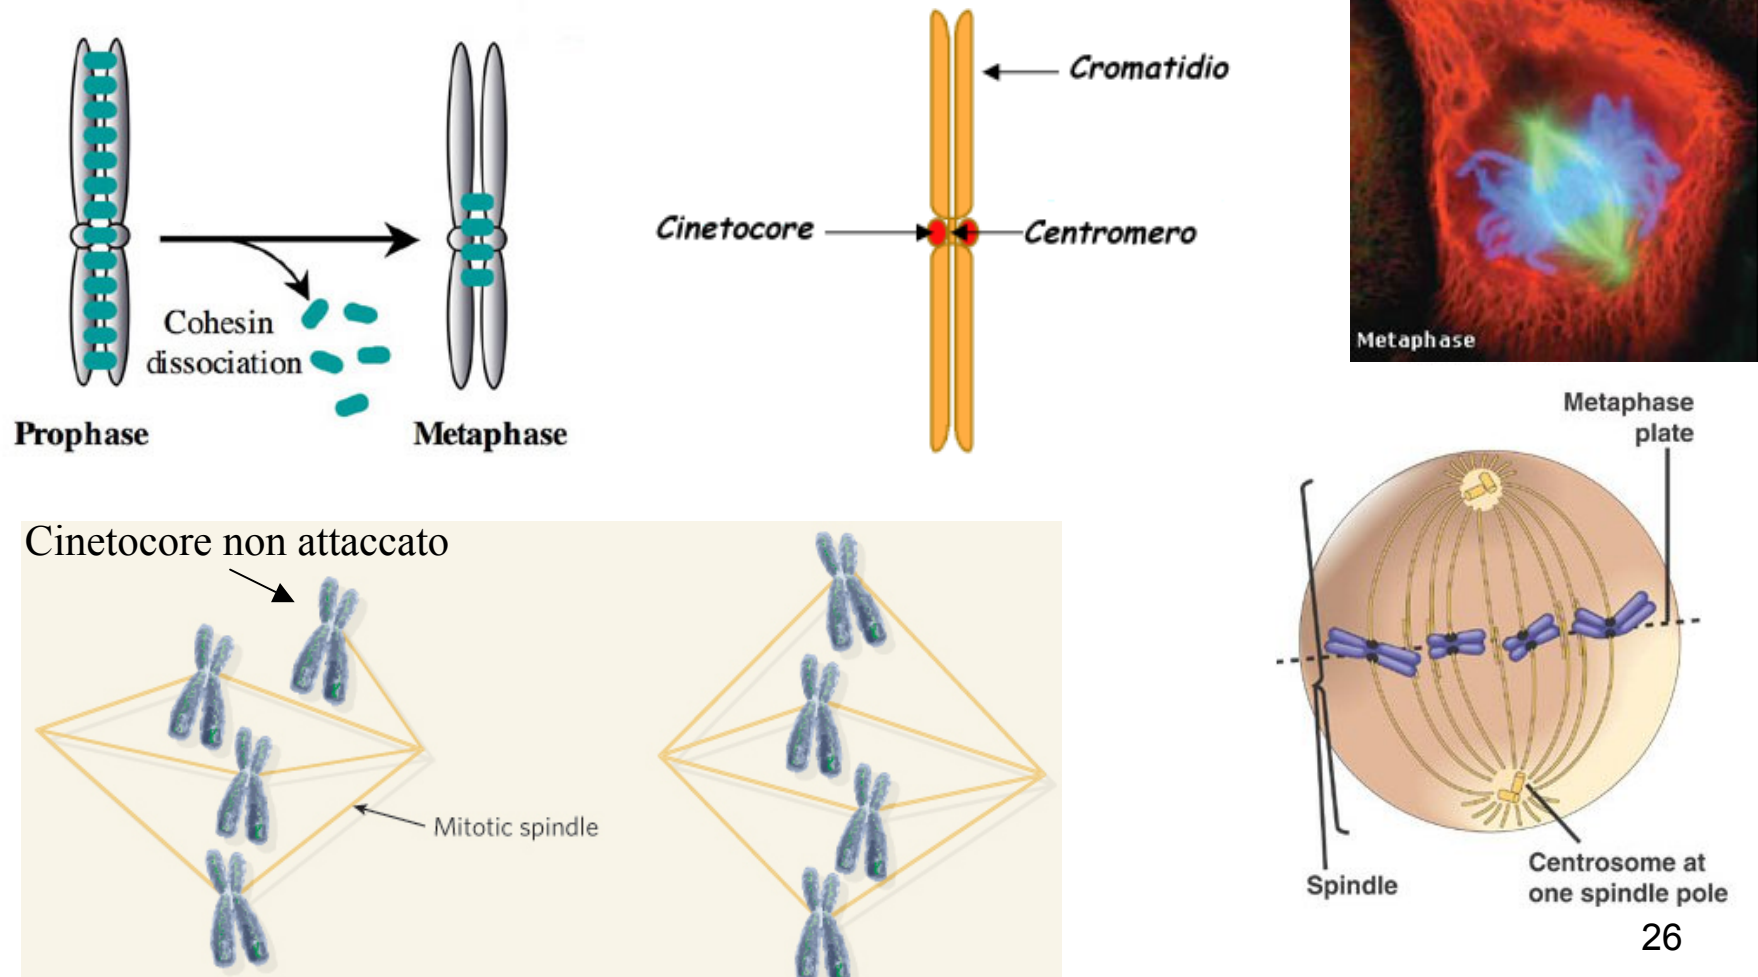 Cohesin
dissociation
Prophase
Metaphase
Cromatidio
Cinetocore
Centromero
Metaphase
Metaphase
plate
Cinetocore non attaccato
Mitotic spindle
Spindle
Centrosome at
one spindle pole
26